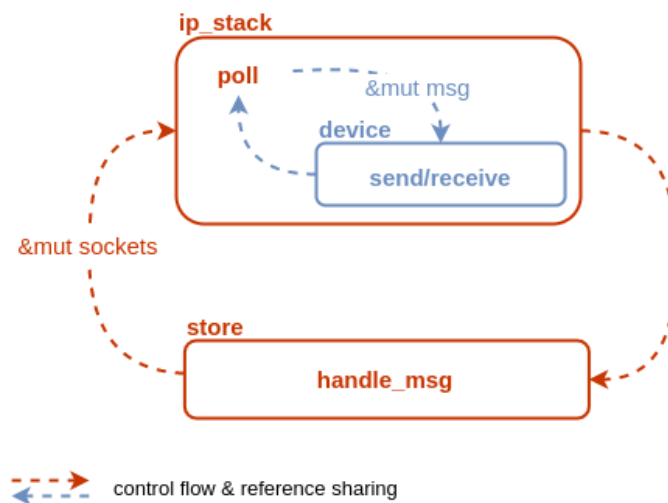 ip_stack
poll
&mut msg
device
send/receive
&mut sockets
store
handle_msg
control flow & reference sharing